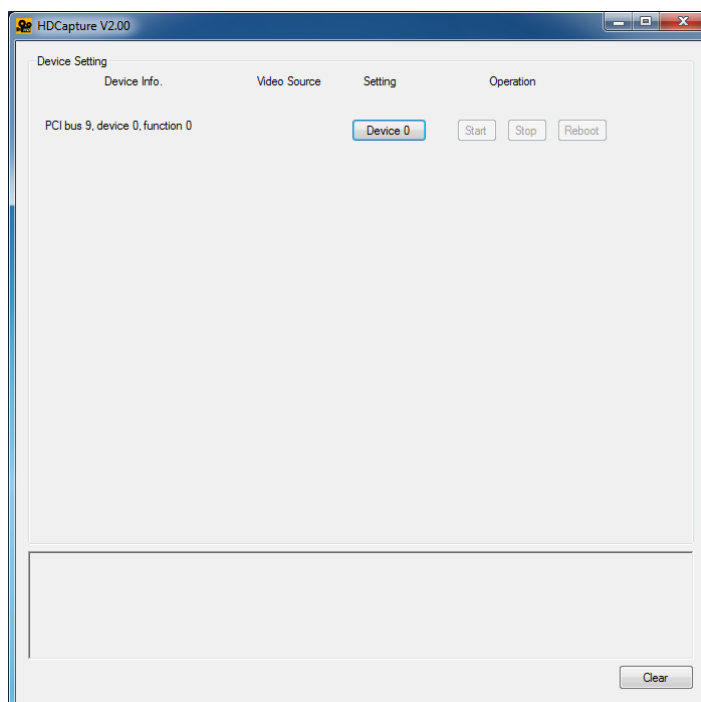 HDCapture V2.00
Device Setting
Device Info. Video Source Setting Operation
PCI bus 9, device 0, function 0 Device 0 Start Stop Reboot
Clear